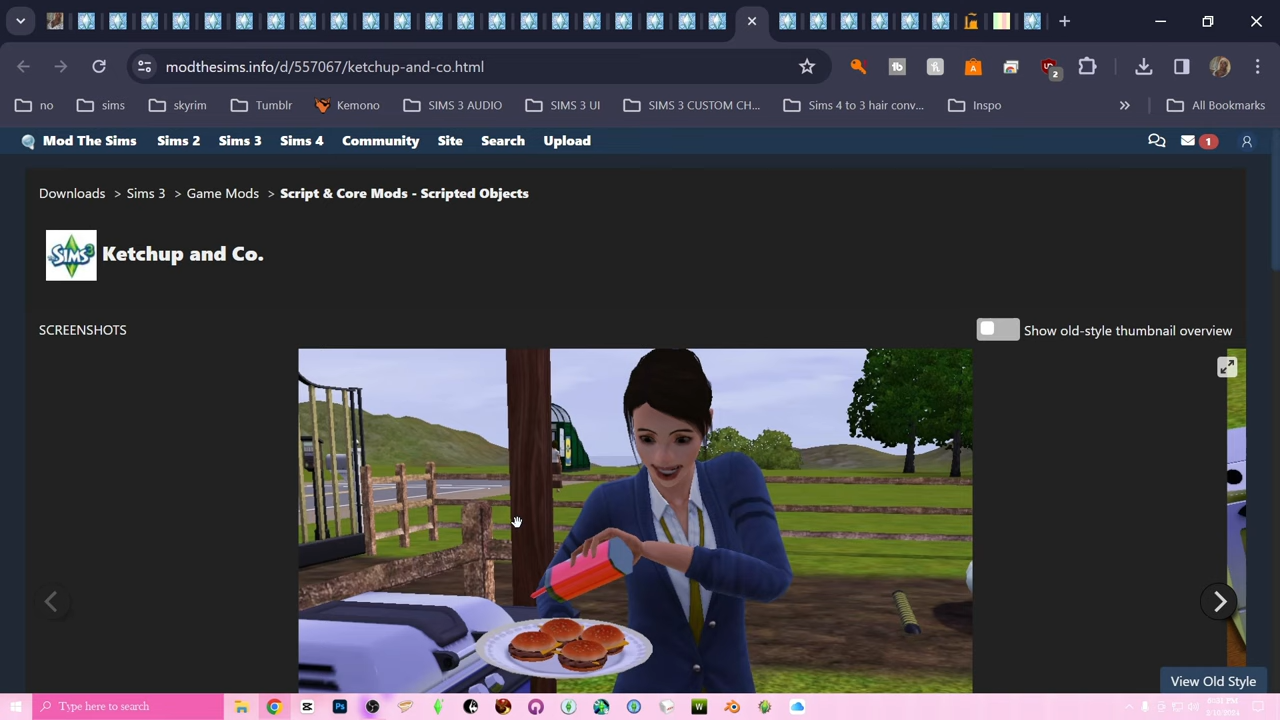 modthesims.info/d/557067/ketchup-and-co.html
2
no
sims
skyrim
Tumblr
Kemono
SIMS 3 AUDIO
SIMS 3 UI
SIMS 3 CUSTOM CH...
Sims 4 to 3 hair conv...
Inspo
All Bookmarks
Mod The Sims
Sims 2
Sims 3
Sims 4
Community
Site
Search
Upload
1
Downloads > Sims 3 > Game Mods > Script & Core Mods - Scripted Objects
Ketchup and Co.
SCREENSHOTS
Show old-style thumbnail overview
View Old Style
Type here to search